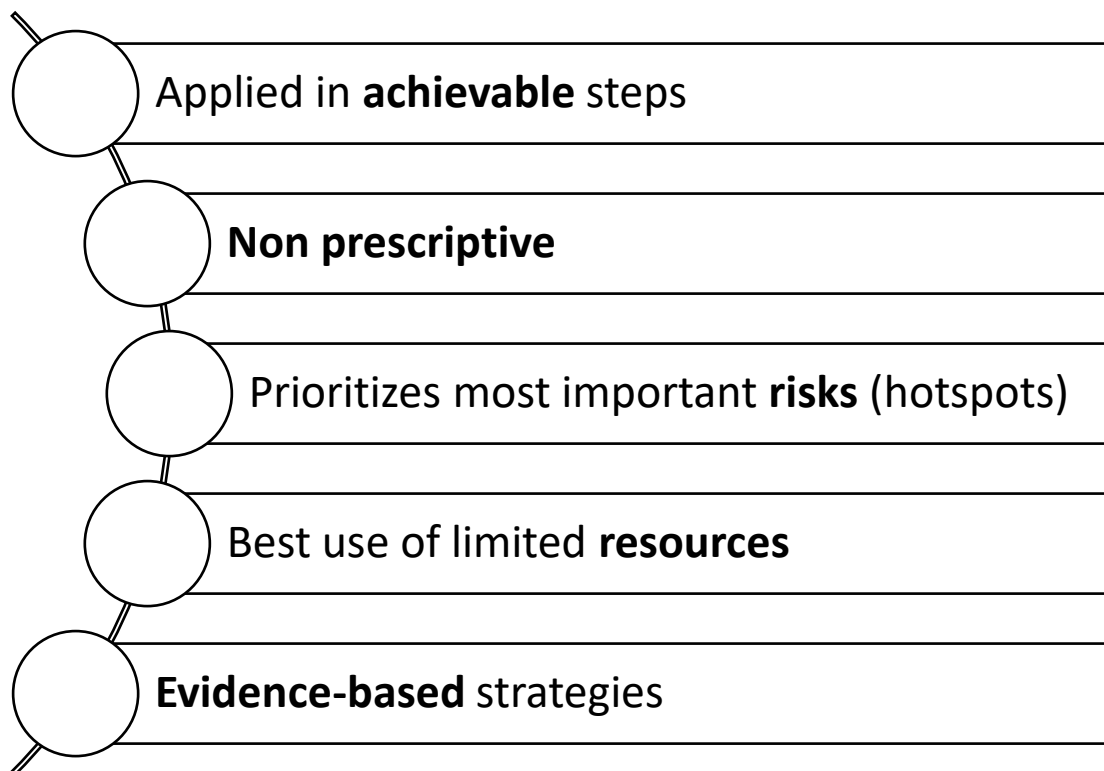 Applied in achievable steps
Non prescriptive
Prioritizes most important risks (hotspots)
Best use of limited resources
Evidence-based strategies